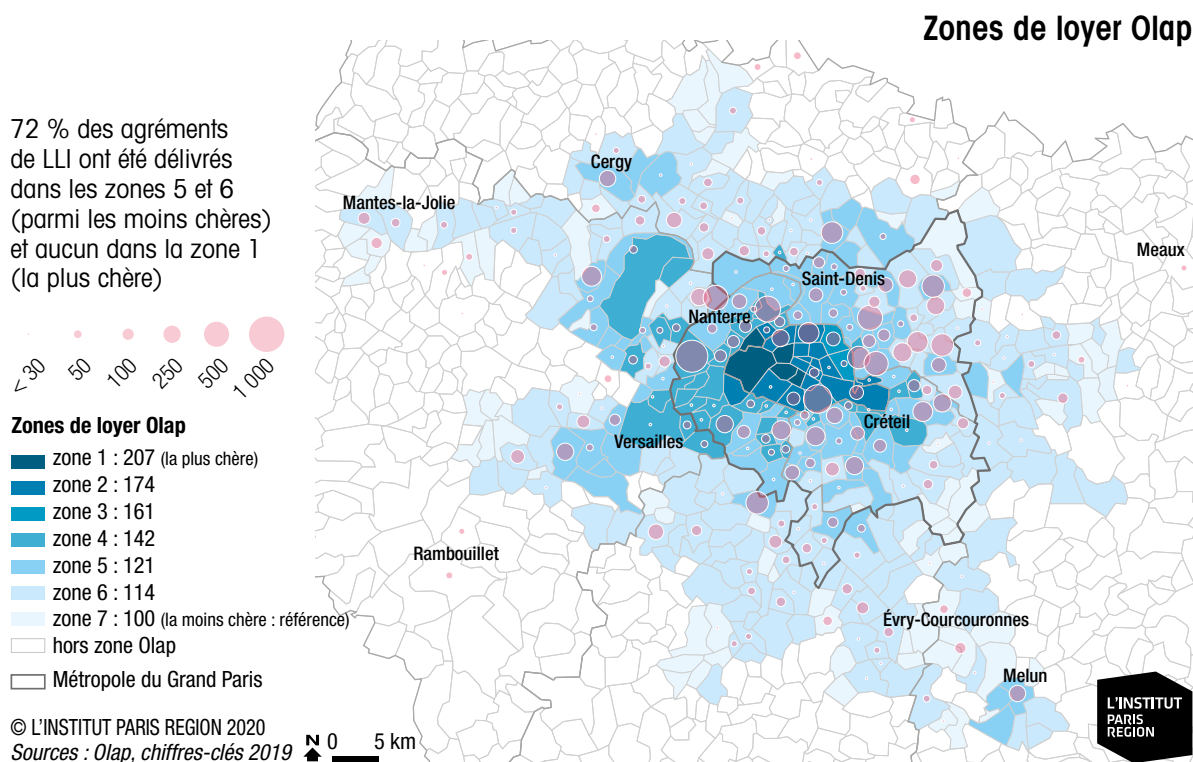 Zones de loyer Olap
72 % des agréments
de LLI ont été délivrés
dans les zones 5 et 6
(parmi les moins chères)
et aucun dans la zone 1
(la plus chère)
< 30
50
100
250
500
1 000
Zones de loyer Olap
zone 1 : 207 (la plus chère)
zone 2 : 174
zone 3 : 161
zone 4 : 142
zone 5 : 121
zone 6 : 114
zone 7 : 100 (la moins chère : référence)
hors zone Olap
Métropole du Grand Paris
© L'INSTITUT PARIS REGION 2020
Sources : Olap, chiffres-clés 2019
N 0 5 km
Cergy
Mantes-la-Jolie
Meaux
Saint-Denis
Nanterre
Créteil
Versailles
Rambouillet
Évry-Courcouronnes
Melun
L'INSTITUT
PARIS
REGION